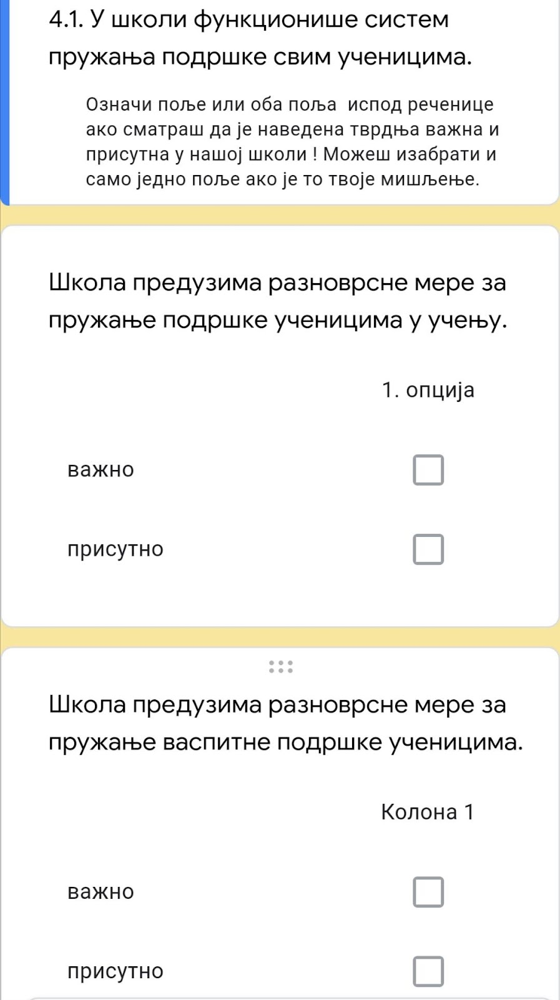 4.1. У школи функционише систем
пружања подршке свим ученицима.
Означи поље или оба поља  испод реченице
ако сматраш да је наведена тврдња важна и
присутна у нашој школи ! Можеш изабрати и
само једно поље ако је то твоје мишљење.
Школа предузима разноврсне мере за
пружање подршке ученицима у учењу.
1. опција
важно
присутно
Школа предузима разноврсне мере за
пружање васпитне подршке ученицима.
Колона 1
важно
присутно